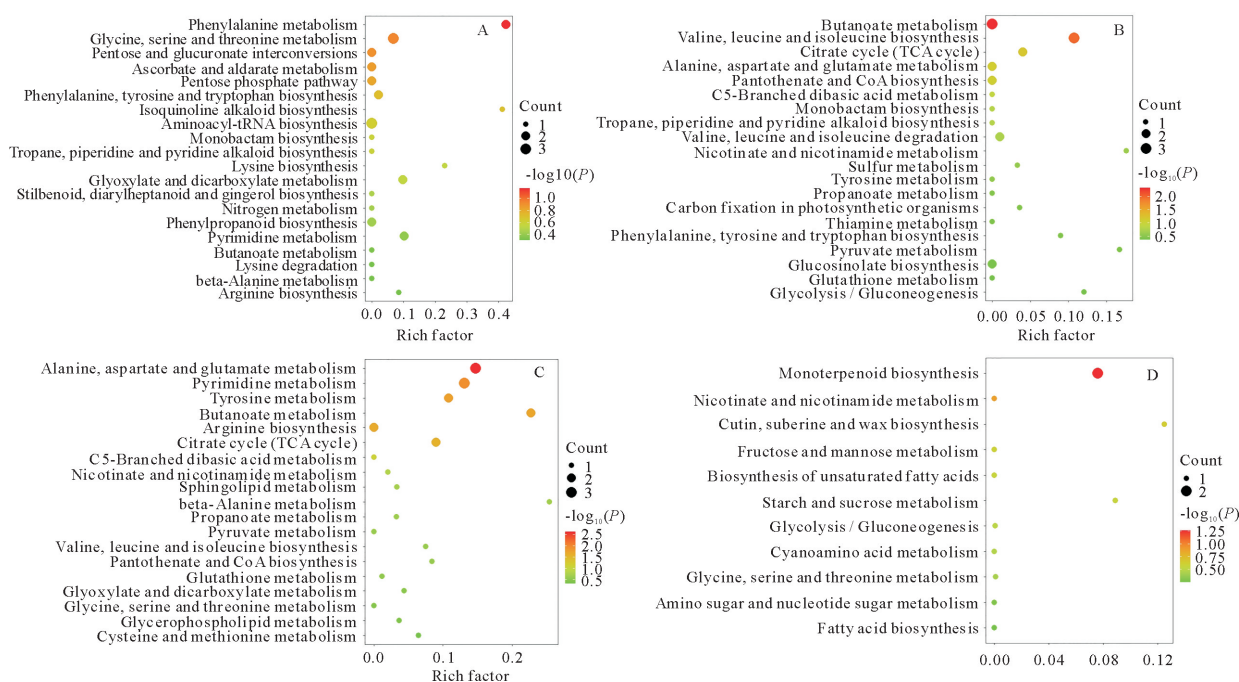 Phenylalanine metabolism
Glycine, serine and threonine metabolism
Pentose and glucuronate interconversions
Ascorbate and aldarate metabolism
Pentose phosphate pathway
Phenylalanine, tyrosine and tryptophan biosynthesis
Isoquinoline alkaloid biosynthesis
Aminoacyl-tRNA biosynthesis
Monobactam biosynthesis
Tropane, piperidine and pyridine alkaloid biosynthesis
Lysine biosynthesis
Glyoxylate and dicarboxylate metabolism
Stilbenoid, diarylheptanoid and gingerol biosynthesis
Nitrogen metabolism
Phenylpropanoid biosynthesis
Pyrimidine metabolism
Butanoate metabolism
Lysine degradation
beta-Alanine metabolism
Arginine biosynthesis
A
0.0 0.1 0.2 0.3 0.4
Rich factor
Count
1
2
3
-log10(P)
1.0
0.8
0.6
0.4
Butanoate metabolism
Valine, leucine and isoleucine biosynthesis
Citrate cycle (TCA cycle)
Alanine, aspartate and glutamate metabolism
Pantothenate and CoA biosynthesis
C5-Branched dibasic acid metabolism
Monobactam biosynthesis
Tropane, piperidine and pyridine alkaloid biosynthesis
Valine, leucine and isoleucine degradation
Nicotinate and nicotinamide metabolism
Sulfur metabolism
Tyrosine metabolism
Propanoate metabolism
Carbon fixation in photosynthetic organisms
Thiamine metabolism
Phenylalanine, tyrosine and tryptophan biosynthesis
Pyruvate metabolism
Glucosinolate biosynthesis
Glutathione metabolism
Glycolysis / Gluconeogenesis
B
0.00 0.05 0.10 0.15
Rich factor
Count
1
2
3
-log₁₀(P)
2.0
1.5
1.0
0.5
Alanine, aspartate and glutamate metabolism
Pyrimidine metabolism
Tyrosine metabolism
Butanoate metabolism
Arginine biosynthesis
Citrate cycle (TCA cycle)
C5-Branched dibasic acid metabolism
Nicotinate and nicotinamide metabolism
Sphingolipid metabolism
beta-Alanine metabolism
Propanoate metabolism
Pyruvate metabolism
Valine, leucine and isoleucine biosynthesis
Pantothenate and CoA biosynthesis
Glutathione metabolism
Glyoxylate and dicarboxylate metabolism
Glycine, serine and threonine metabolism
Glycerophospholipid metabolism
Cysteine and methionine metabolism
C
0.0 0.1 0.2
Rich factor
Count
1
2
3
-log₁₀(P)
2.5
2.0
1.5
1.0
0.5
Monoterpenoid biosynthesis
Nicotinate and nicotinamide metabolism
Cutin, suberine and wax biosynthesis
Fructose and mannose metabolism
Biosynthesis of unsaturated fatty acids
Starch and sucrose metabolism
Glycolysis / Gluconeogenesis
Cyanoamino acid metabolism
Glycine, serine and threonine metabolism
Amino sugar and nucleotide sugar metabolism
Fatty acid biosynthesis
D
0.00 0.04 0.08 0.12
Count
1
2
-log₁₀(P)
1.25
1.00
0.75
0.50